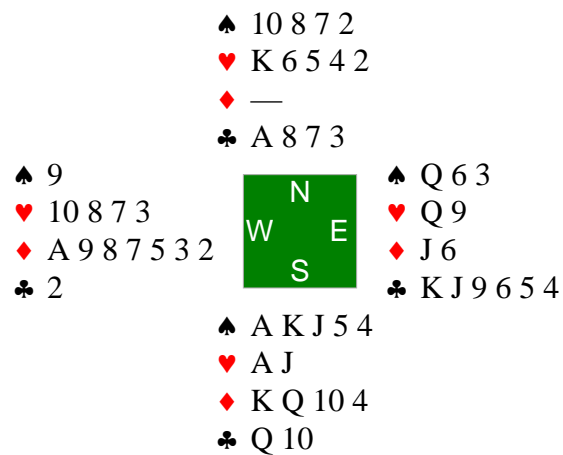 ♠ 10 8 7 2
♥ K 6 5 4 2
♦ —
♣ A 8 7 3
♠ 9
♥ 10 8 7 3
♦ A 9 8 7 5 3 2
♣ 2
N
W E
S
♠ Q 6 3
♥ Q 9
♦ J 6
♣ K J 9 6 5 4
♠ A K J 5 4
♥ A J
♦ K Q 10 4
♣ Q 10